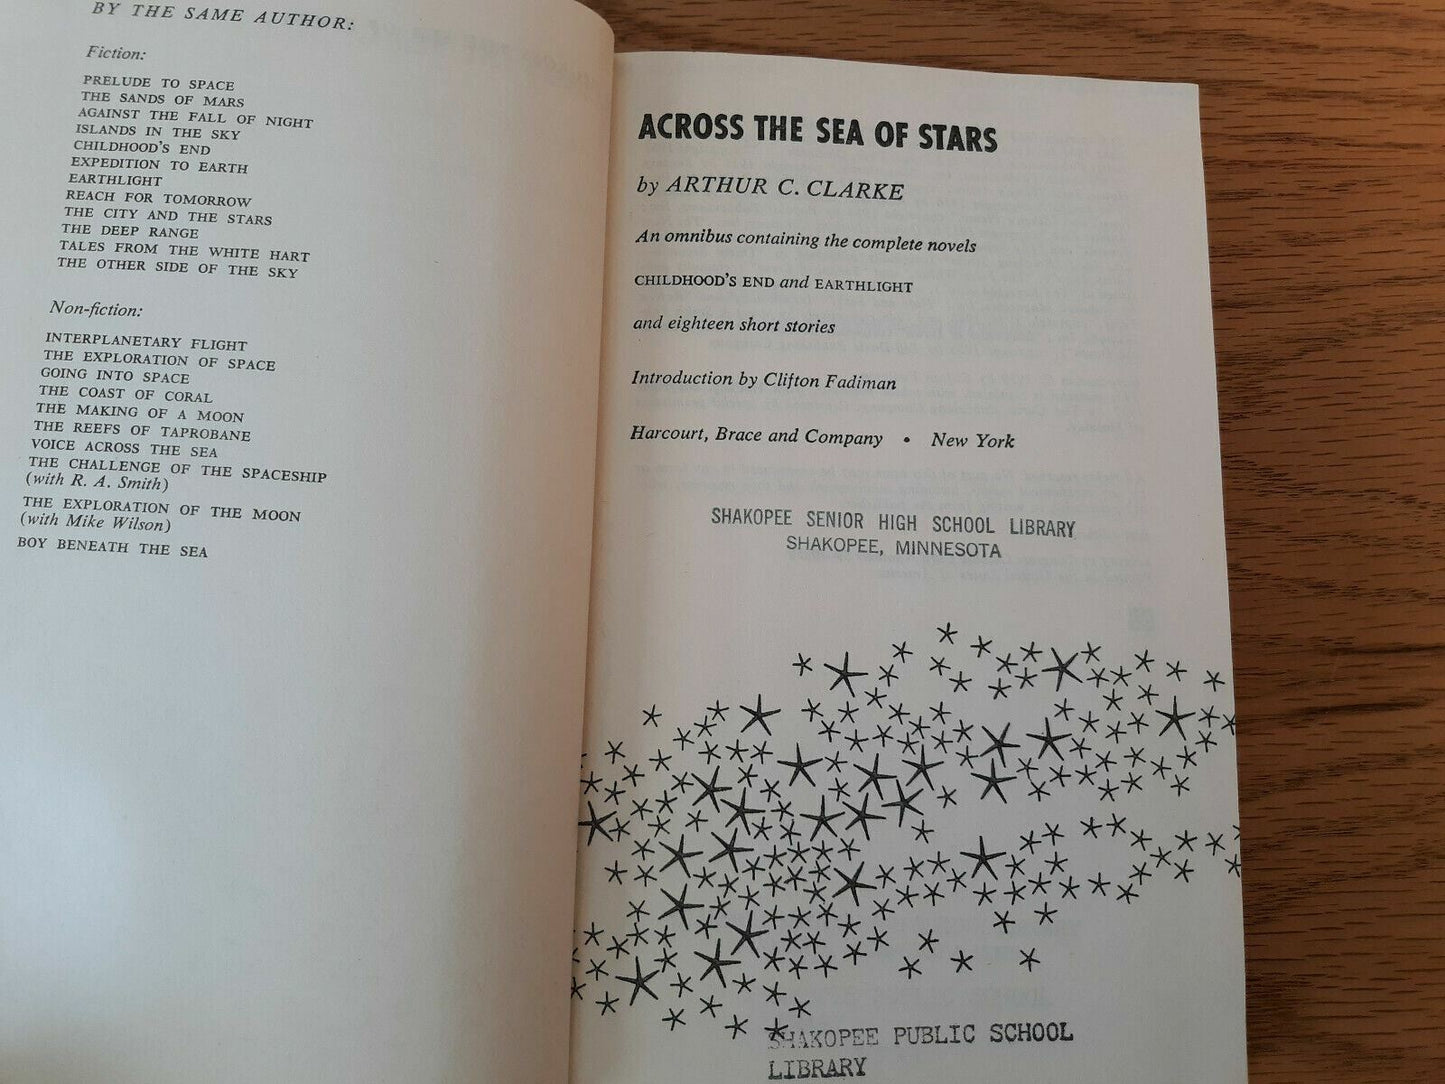 BY THE SAME AUTHOR:
Fiction:
PRELUDE TO SPACE
THE SANDS OF MARS
AGAINST THE FALL OF NIGHT
ISLANDS IN THE SKY
CHILDHOOD'S END
EXPEDITION TO EARTH
EARTHLIGHT
REACH FOR TOMORROW
THE CITY AND THE STARS
THE DEEP RANGE
TALES FROM THE WHITE HART
THE OTHER SIDE OF THE SKY
Non-fiction:
INTERPLANETARY FLIGHT
THE EXPLORATION OF SPACE
GOING INTO SPACE
THE COAST OF CORAL
THE MAKING OF A MOON
THE REEFS OF TAPROBANE
VOICE ACROSS THE SEA
THE CHALLENGE OF THE SPACESHIP
(with R. A. Smith)
THE EXPLORATION OF THE MOON
(with Mike Wilson)
BOY BENEATH THE SEA
ACROSS THE SEA OF STARS
by ARTHUR C. CLARKE
An omnibus containing the complete novels
CHILDHOOD'S END and EARTHLIGHT
and eighteen short stories
Introduction by Clifton Fadiman
Harcourt, Brace and Company • New York
SHAKOPEE SENIOR HIGH SCHOOL LIBRARY
SHAKOPEE, MINNESOTA
SHAKOPEE PUBLIC SCHOOL
LIBRARY